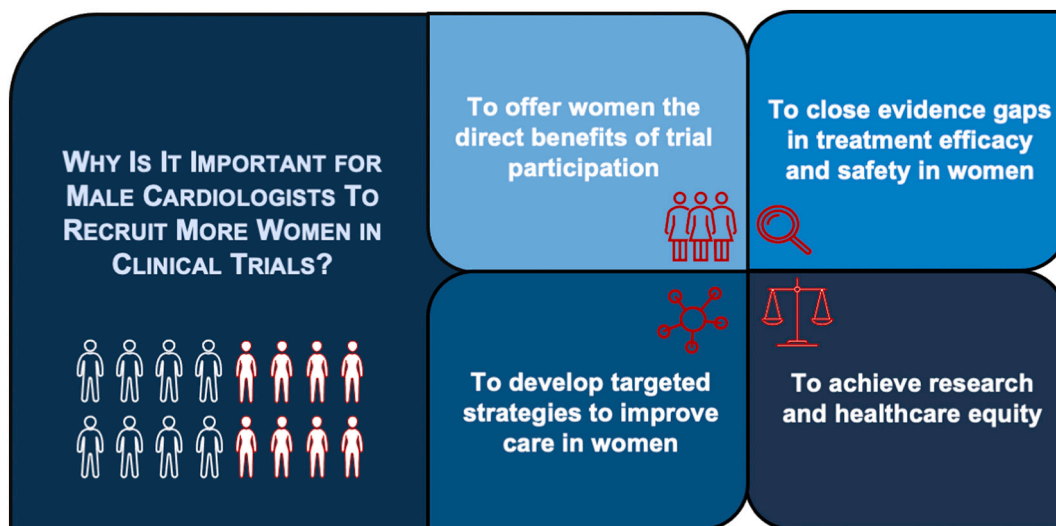 WHY IS IT IMPORTANT FOR
MALE CARDIOLOGISTS TO
RECRUIT MORE WOMEN IN
CLINICAL TRIALS?
To offer women the
direct benefits of trial
participation
To close evidence gaps
in treatment efficacy
and safety in women
To develop targeted
strategies to improve
care in women
To achieve research
and healthcare equity